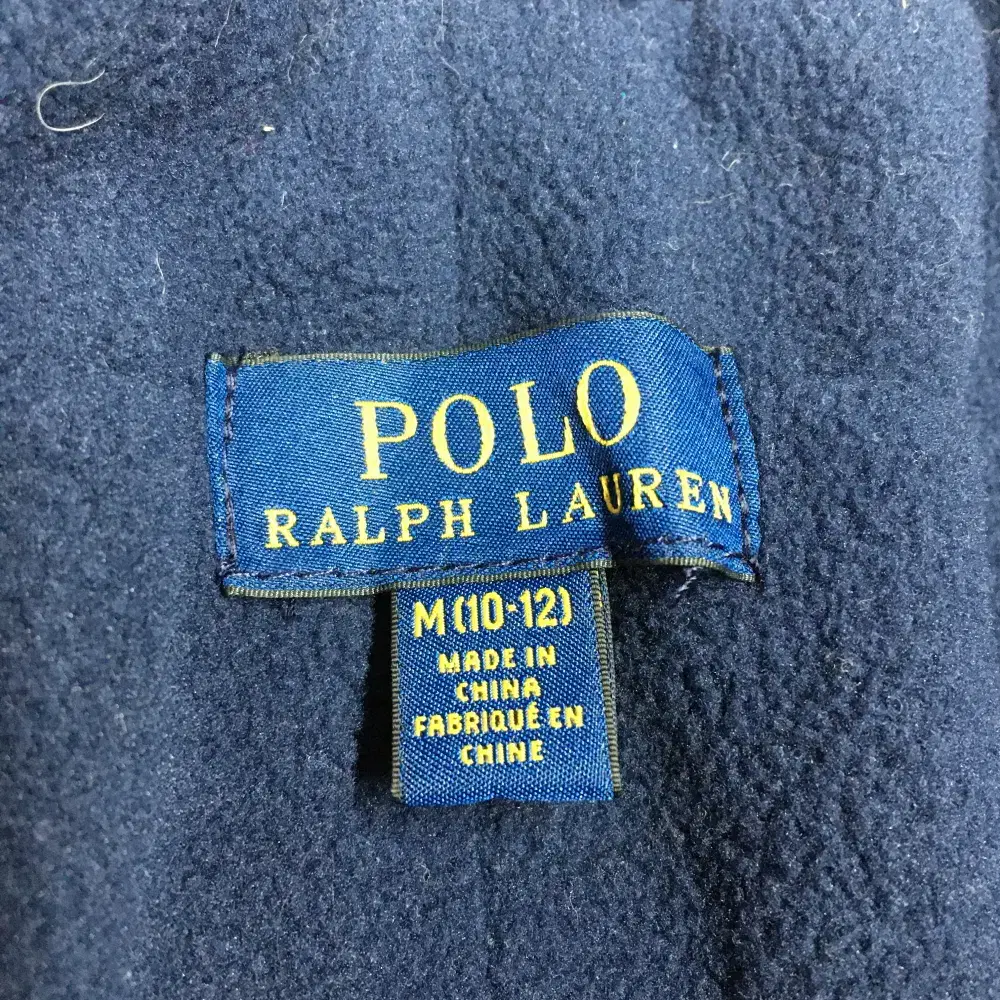 POLO
RALPH LAUREN
M(10-12)
MADE IN
CHINA
FABRIQUÉ EN
CHINE